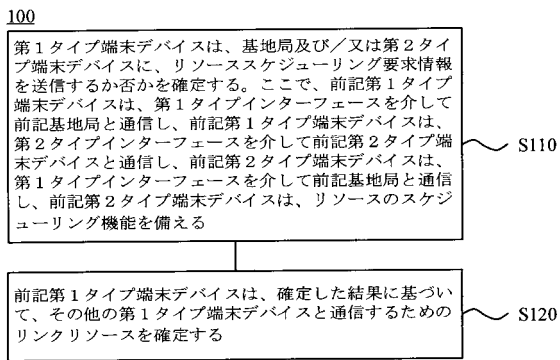 100
第１タイプ端末デバイスは、基地局及び／又は第２タイ
プ端末デバイスに、リソーススケジューリング要求情報
を送信するか否かを確定する。ここで、前記第１タイプ
端末デバイスは、第１タイプインターフェースを介して
前記基地局と通信し、前記第１タイプ端末デバイスは、
第２タイプインターフェースを介して前記第２タイプ端
末デバイスと通信し、前記第２タイプ端末デバイスは、
第１タイプインターフェースを介して前記基地局と通信
し、前記第２タイプ端末デバイスは、リソースのスケジ
ューリング機能を備える
S110
前記第１タイプ端末デバイスは、確定した結果に基づい
て、その他の第１タイプ端末デバイスと通信するための
リンクリソースを確定する
S120